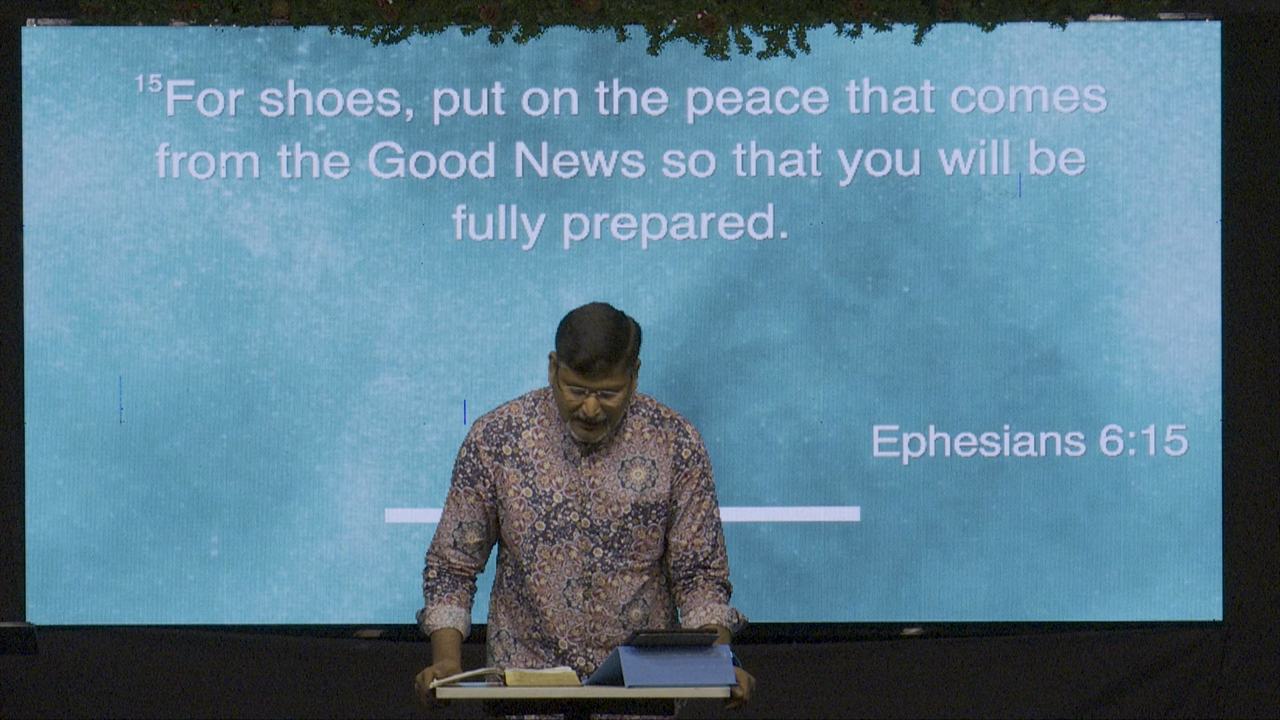 15For shoes, put on the peace that comes
from the Good News so that you will be
fully prepared.
Ephesians 6:15